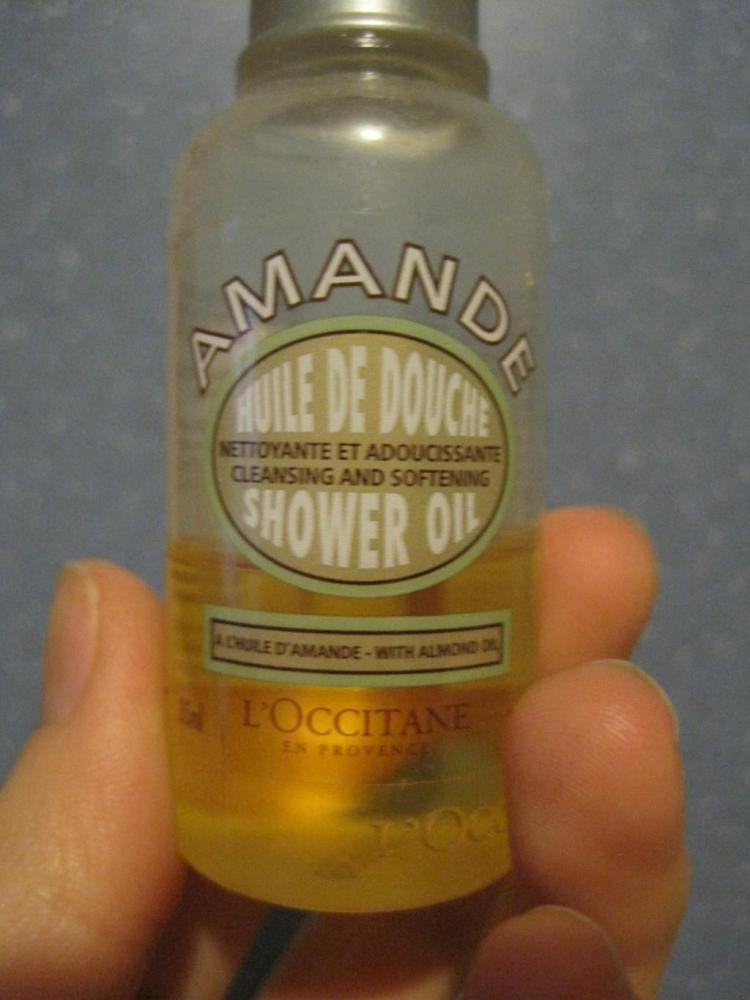 AMANDE
HUILE DE DOUCHE
NETTOYANTE ET ADOUCISSANTE
CLEANSING AND SOFTENING
SHOWER OIL
A L'HUILE D'AMANDE - WITH ALMOND OIL
L'OCCITANE
EN PROVENCE